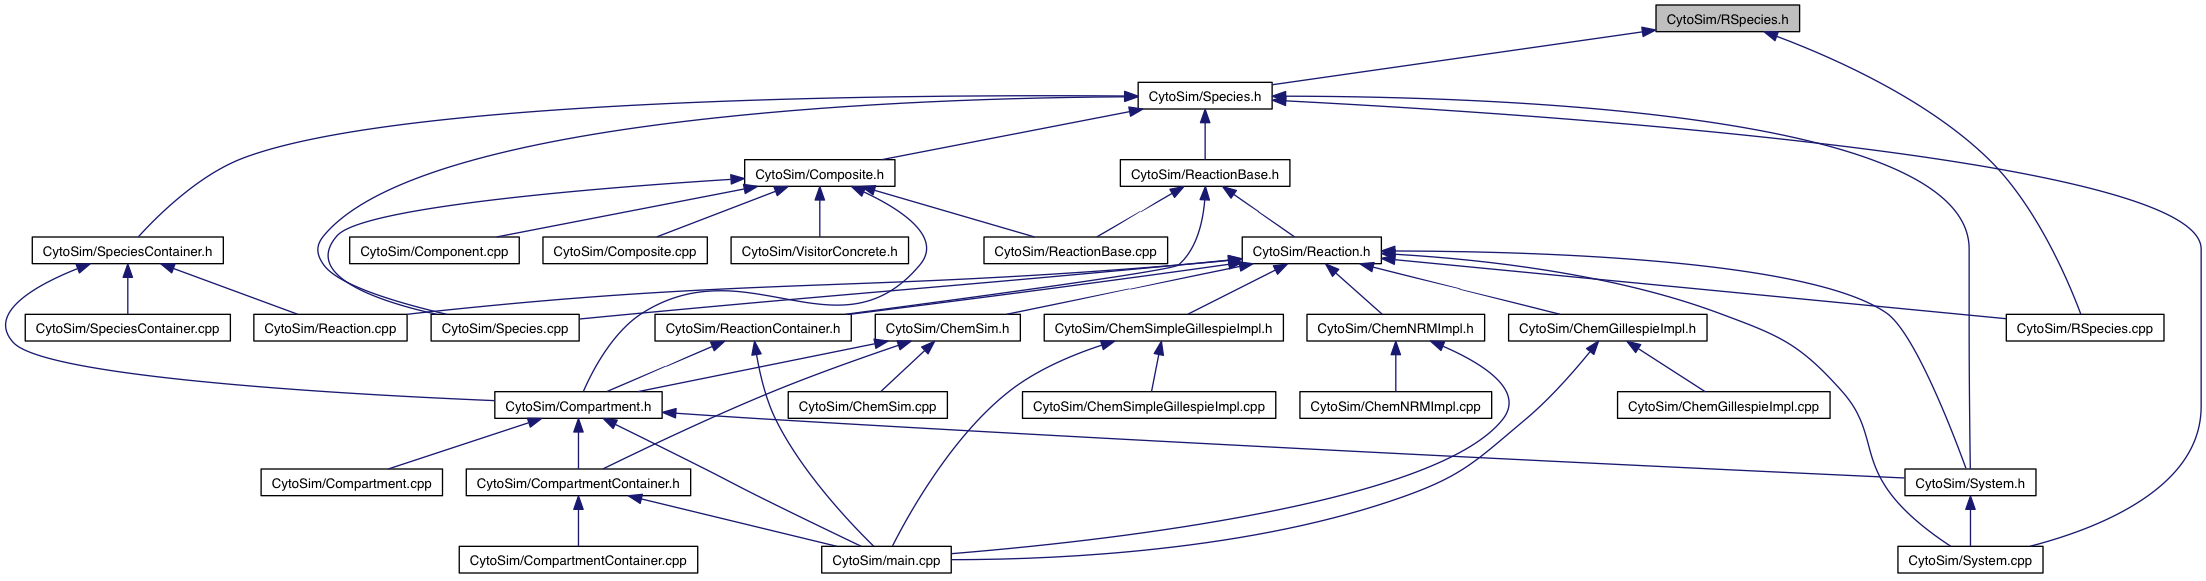 CytoSim/RSpecies.h
CytoSim/Species.h
CytoSim/Composite.h
CytoSim/ReactionBase.h
CytoSim/SpeciesContainer.h
CytoSim/Component.cpp
CytoSim/Composite.cpp
CytoSim/VisitorConcrete.h
CytoSim/ReactionBase.cpp
CytoSim/Reaction.h
CytoSim/SpeciesContainer.cpp
CytoSim/Reaction.cpp
CytoSim/Species.cpp
CytoSim/ReactionContainer.h
CytoSim/ChemSim.h
CytoSim/ChemSimpleGillespieImpl.h
CytoSim/ChemNRMImpl.h
CytoSim/ChemGillespieImpl.h
CytoSim/RSpecies.cpp
CytoSim/Compartment.h
CytoSim/ChemSim.cpp
CytoSim/ChemSimpleGillespieImpl.cpp
CytoSim/ChemNRMImpl.cpp
CytoSim/ChemGillespieImpl.cpp
CytoSim/Compartment.cpp
CytoSim/CompartmentContainer.h
CytoSim/System.h
CytoSim/CompartmentContainer.cpp
CytoSim/main.cpp
CytoSim/System.cpp